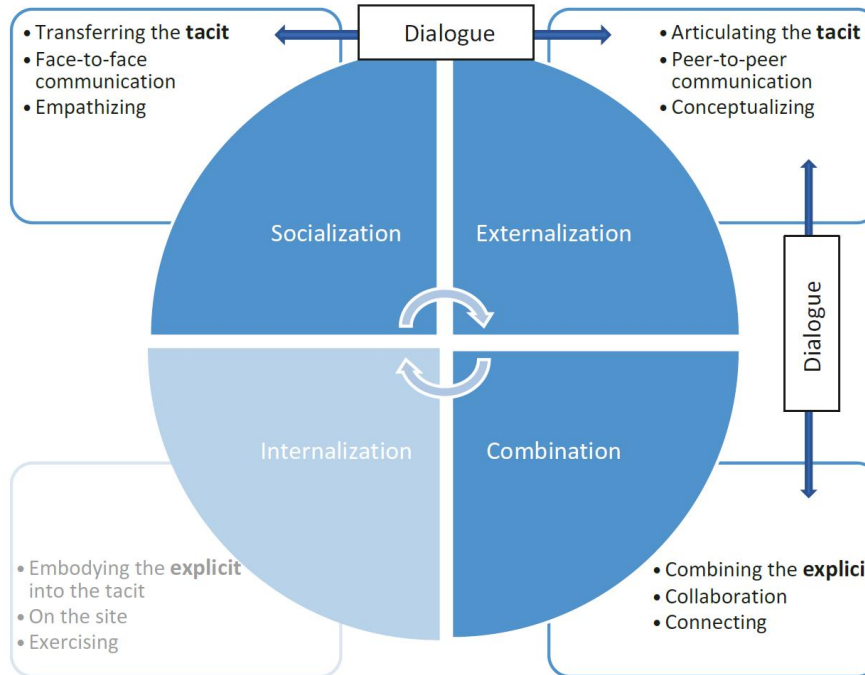 • Transferring the tacit
• Face-to-face
communication
• Empathizing
Dialogue
• Articulating the tacit
• Peer-to-peer
communication
• Conceptualizing
Socialization
Externalization
Dialogue
Internalization
Combination
• Embodying the explicit
into the tacit
• On the site
• Exercising
• Combining the explici
• Collaboration
• Connecting